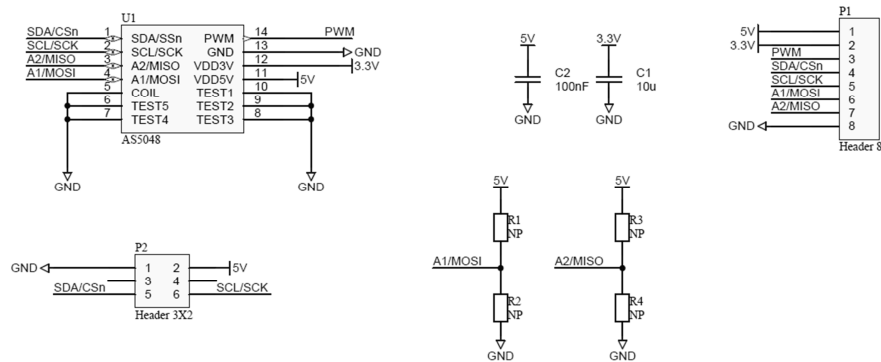 U1
SDA/CSn 1 SDA/SSn PWM 14 PWM
SCL/SCK 2 SCL/SCK GND 13 GND
A2/MISO 3 A2/MISO VDD3V 12 3.3V
A1/MOSI 4 A1/MOSI VDD5V 11 5V
5 COIL TEST1 10
6 TEST5 TEST2 9
7 TEST4 TEST3 8
AS5048
GND GND
5V 3.3V
C2 C1
100nF 10u
GND GND
P1
5V 1
3.3V 2
PWM 3
SDA/CSn 4
SCL/SCK 5
A1/MOSI 6
A2/MISO 7
GND 8
Header 8
P2
GND 1 2 5V
3 4
SDA/CSn 5 6 SCL/SCK
Header 3X2
5V 5V
R1 R3
NP NP
A1/MOSI A2/MISO
R2 R4
NP NP
GND GND